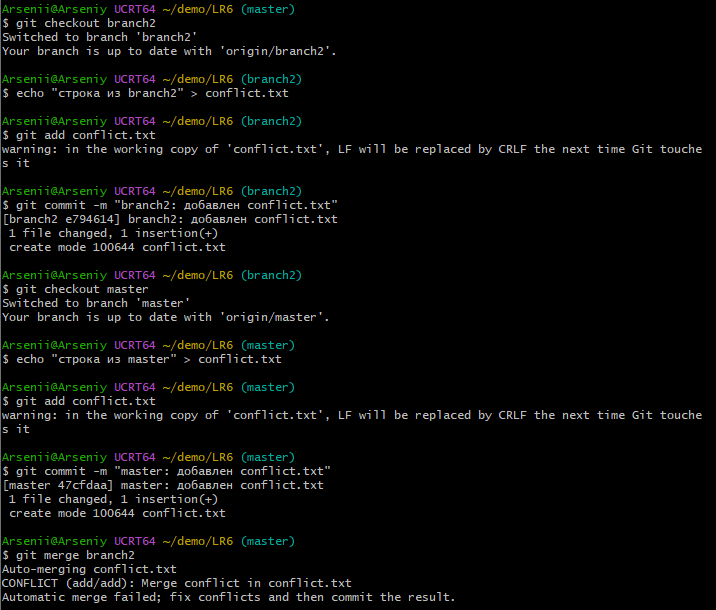 Arsenii@Arseniy UCRT64 ~/demo/LR6 (master)
$ git checkout branch2
Switched to branch 'branch2'
Your branch is up to date with 'origin/branch2'.
Arsenii@Arseniy UCRT64 ~/demo/LR6 (branch2)
$ echo "строка из branch2" > conflict.txt
Arsenii@Arseniy UCRT64 ~/demo/LR6 (branch2)
$ git add conflict.txt
warning: in the working copy of 'conflict.txt', LF will be replaced by CRLF the next time Git touche
s it
Arsenii@Arseniy UCRT64 ~/demo/LR6 (branch2)
$ git commit -m "branch2: добавлен conflict.txt"
[branch2 e794614] branch2: добавлен conflict.txt
 1 file changed, 1 insertion(+)
 create mode 100644 conflict.txt
Arsenii@Arseniy UCRT64 ~/demo/LR6 (branch2)
$ git checkout master
Switched to branch 'master'
Your branch is up to date with 'origin/master'.
Arsenii@Arseniy UCRT64 ~/demo/LR6 (master)
$ echo "строка из master" > conflict.txt
Arsenii@Arseniy UCRT64 ~/demo/LR6 (master)
$ git add conflict.txt
warning: in the working copy of 'conflict.txt', LF will be replaced by CRLF the next time Git touche
s it
Arsenii@Arseniy UCRT64 ~/demo/LR6 (master)
$ git commit -m "master: добавлен conflict.txt"
[master 47cfdaa] master: добавлен conflict.txt
 1 file changed, 1 insertion(+)
 create mode 100644 conflict.txt
Arsenii@Arseniy UCRT64 ~/demo/LR6 (master)
$ git merge branch2
Auto-merging conflict.txt
CONFLICT (add/add): Merge conflict in conflict.txt
Automatic merge failed; fix conflicts and then commit the result.